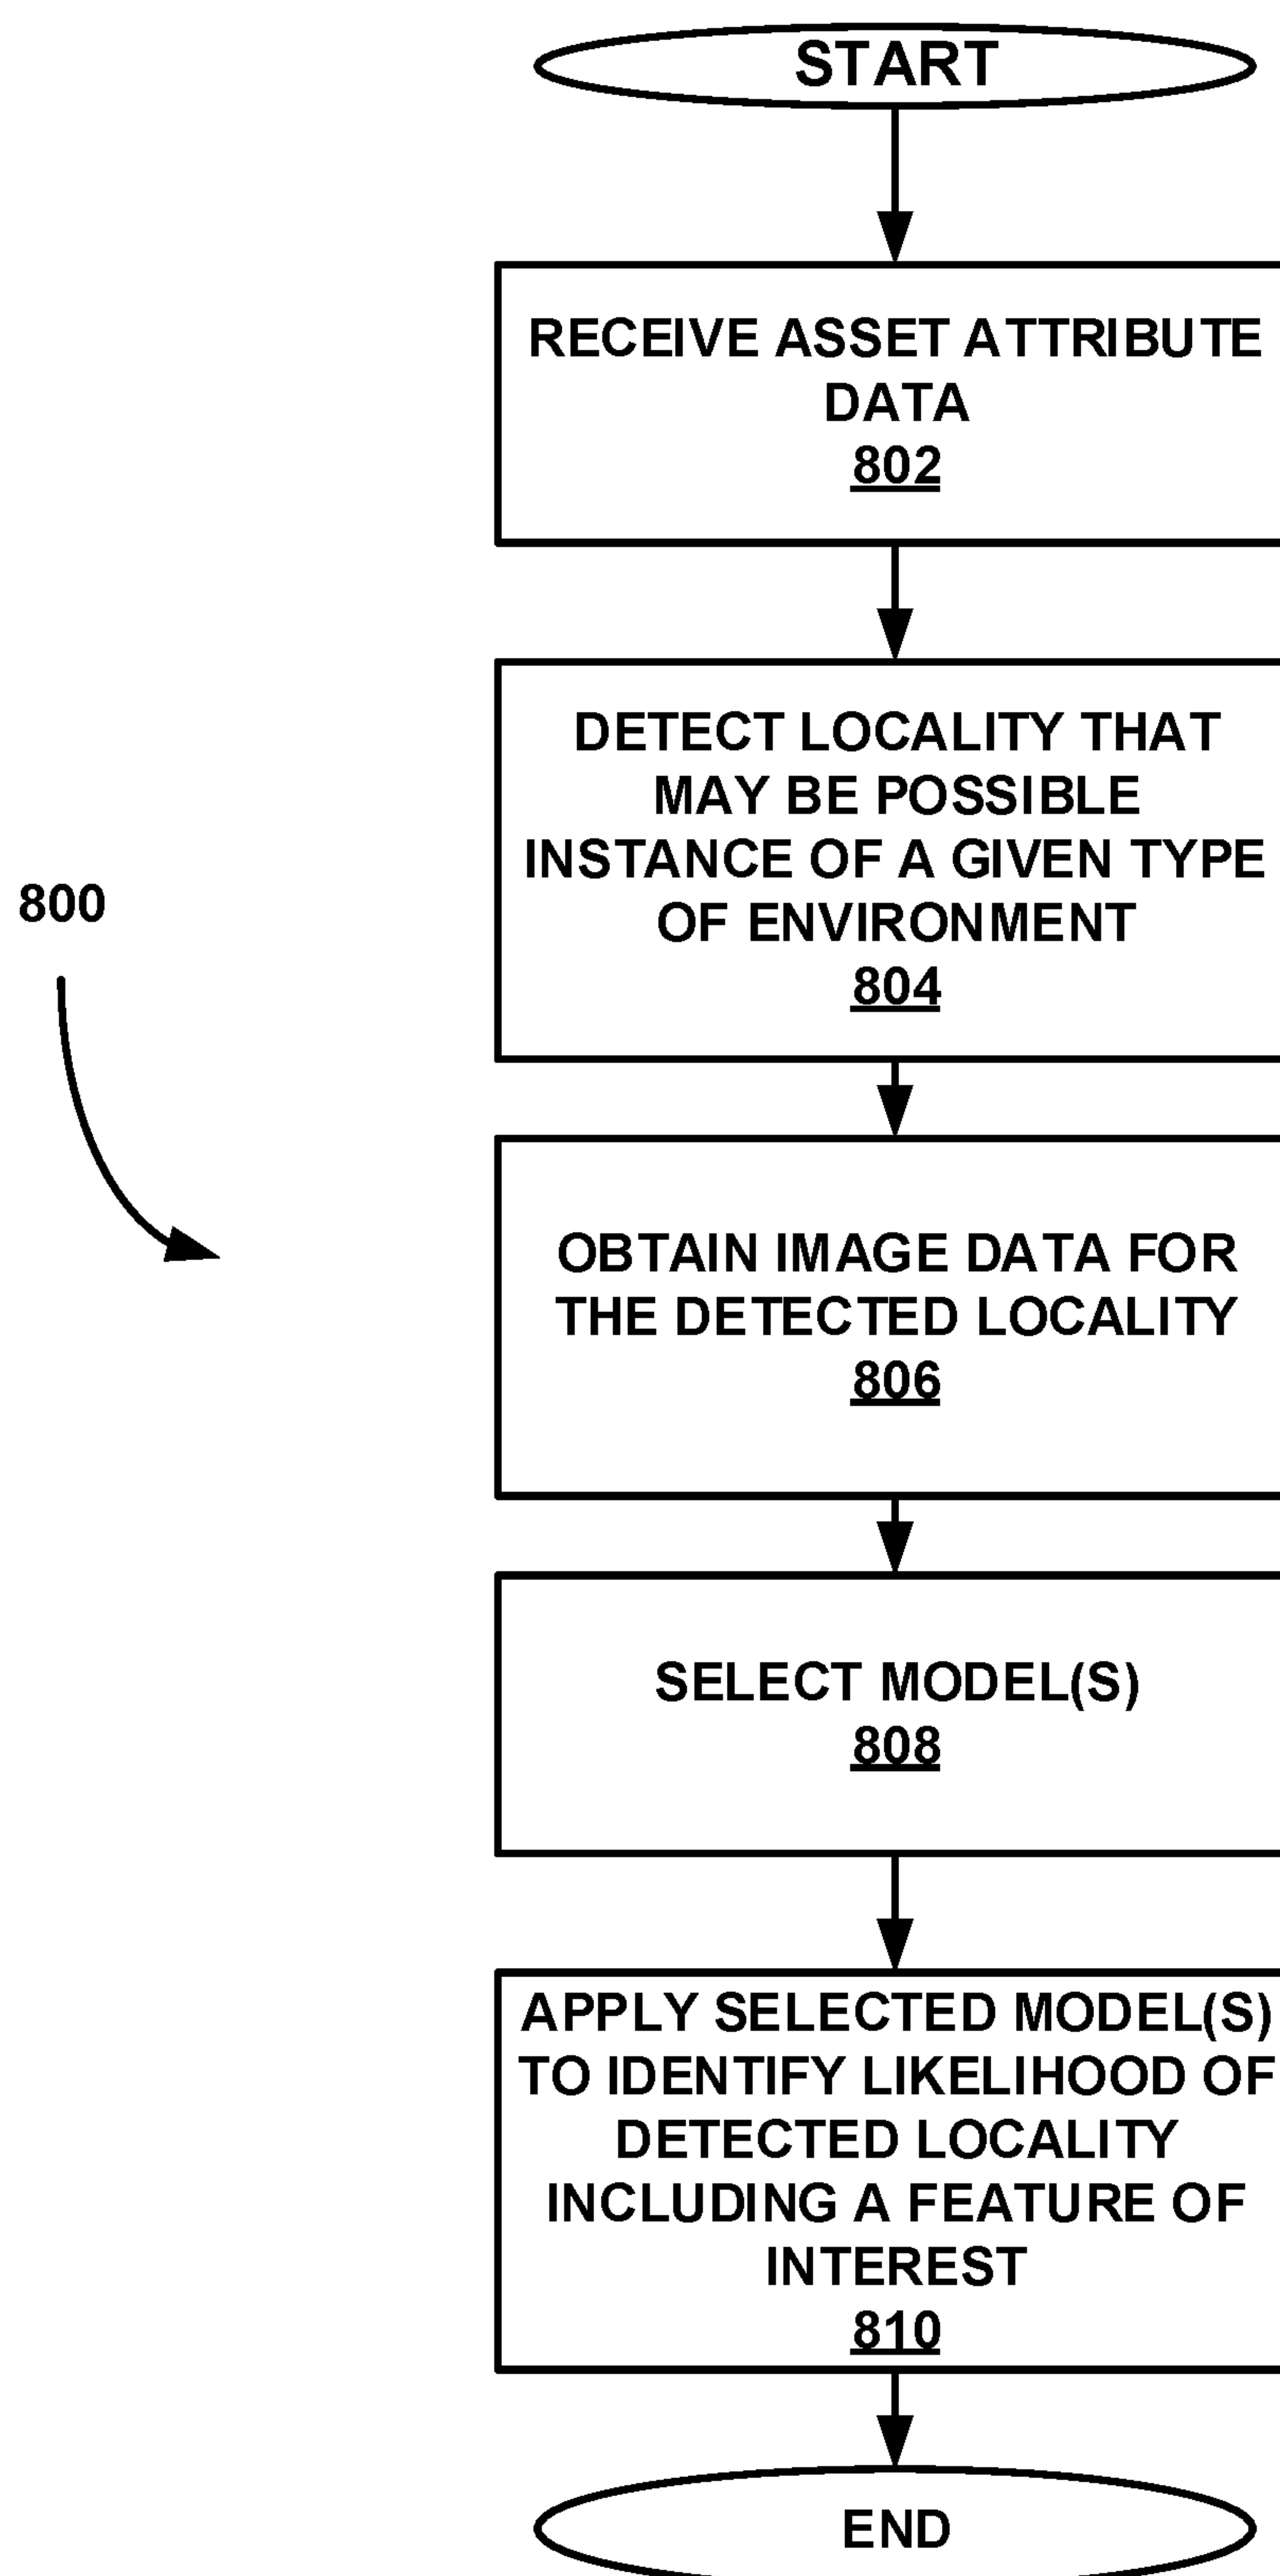 START
RECEIVE ASSET ATTRIBUTE
DATA
802
DETECT LOCALITY THAT
MAY BE POSSIBLE
INSTANCE OF A GIVEN TYPE
OF ENVIRONMENT
804
800
OBTAIN IMAGE DATA FOR
THE DETECTED LOCALITY
806
SELECT MODEL(S)
808
APPLY SELECTED MODEL(S)
TO IDENTIFY LIKELIHOOD OF
DETECTED LOCALITY
INCLUDING A FEATURE OF
INTEREST
810
END